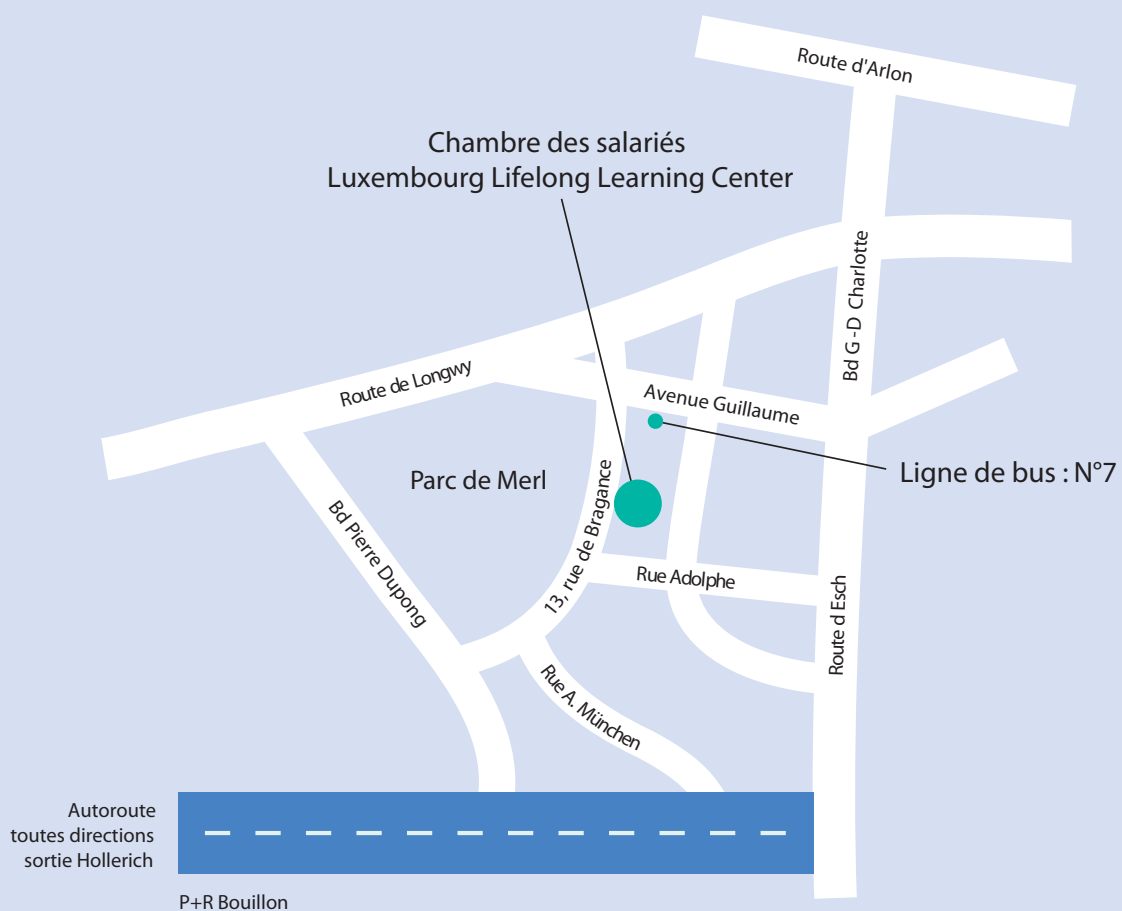 Route d'Arlon
Chambre des salariés
Luxembourg Lifelong Learning Center
Bd G -D Charlotte
Route de Longwy
Avenue Guillaume
Ligne de bus : N°7
Parc de Merl
13, rue de Bragance
Bd Pierre Dupong
Rue Adolphe
Route d Esch
Rue A. München
Autoroute
toutes directions
sortie Hollerich
P+R Bouillon